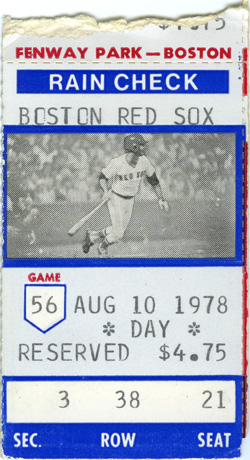 FENWAY PARK — BOSTON
RAIN CHECK
BOSTON RED SOX
GAME
56 AUG 10 1978
* DAY *
RESERVED $4.75
3 38 21
SEC. ROW SEAT